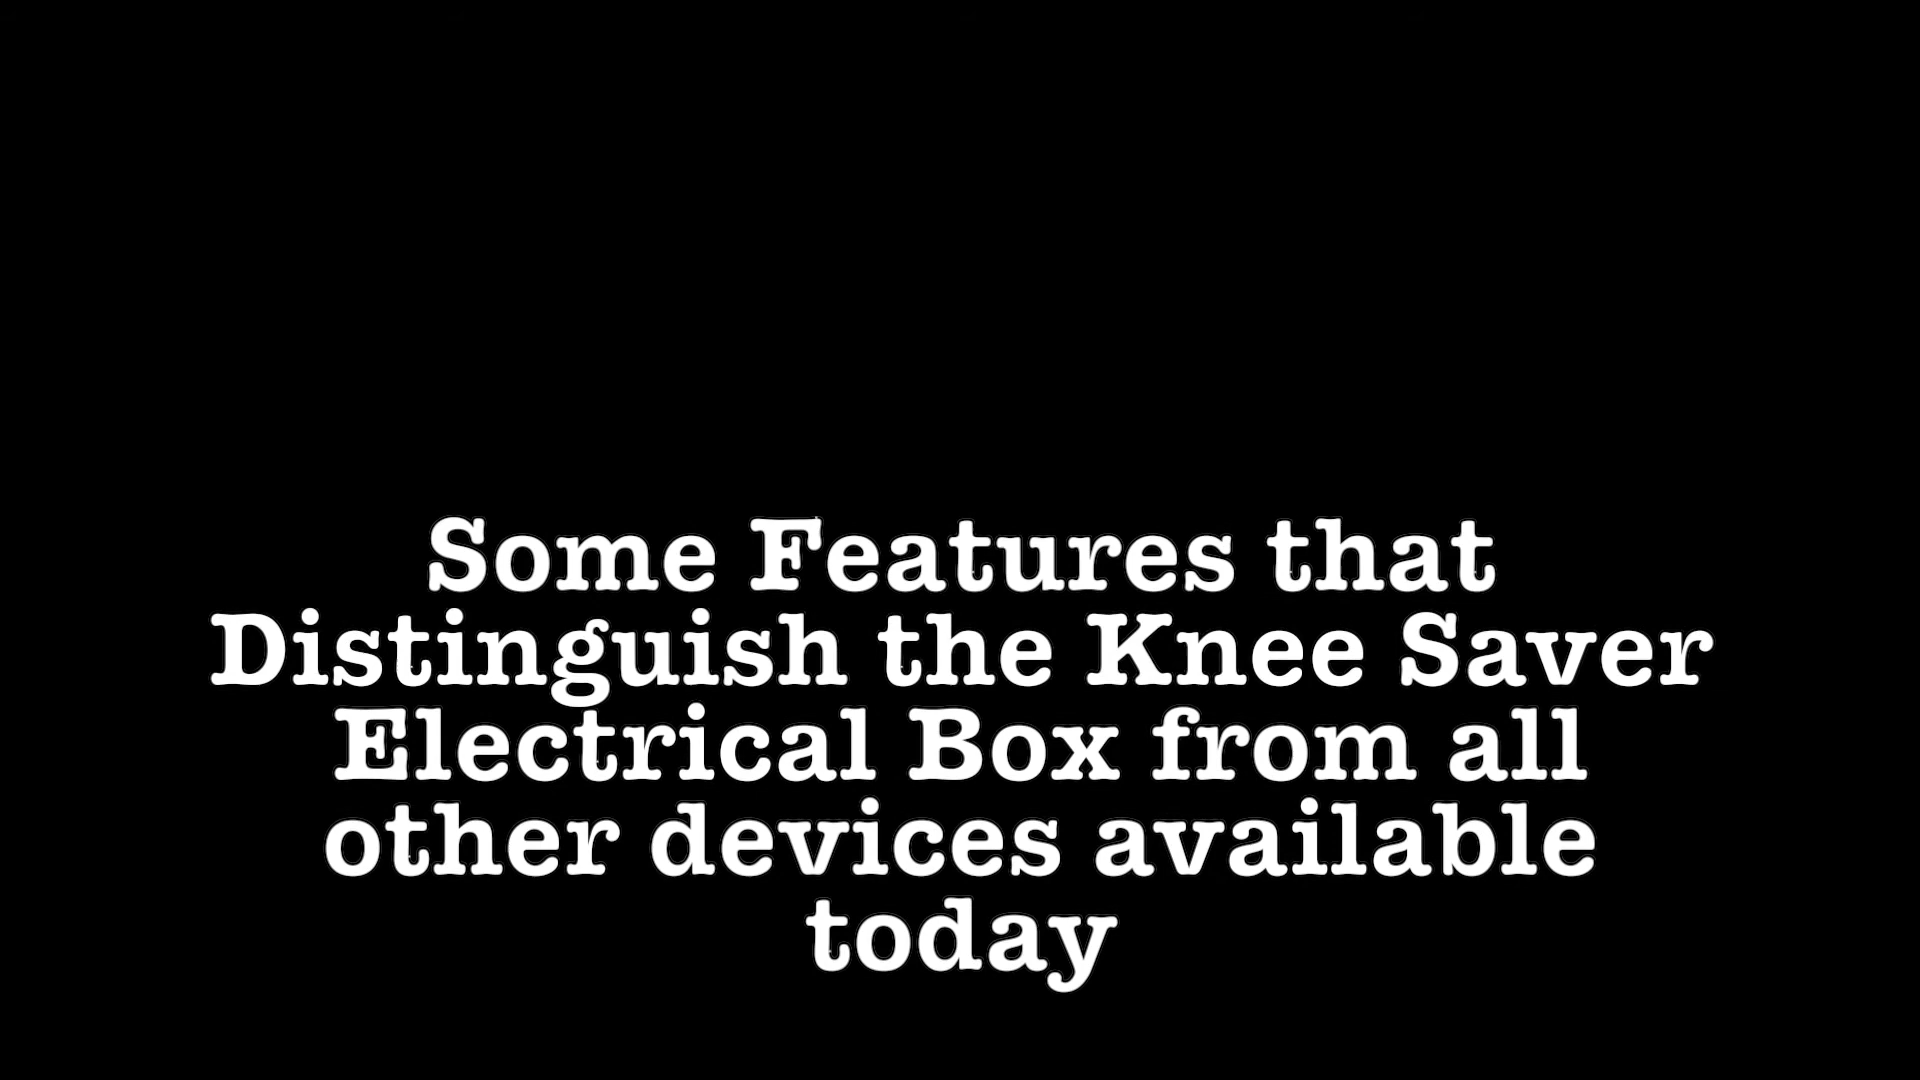 Some Features that
Distinguish the Knee Saver
Electrical Box from all
other devices available
today